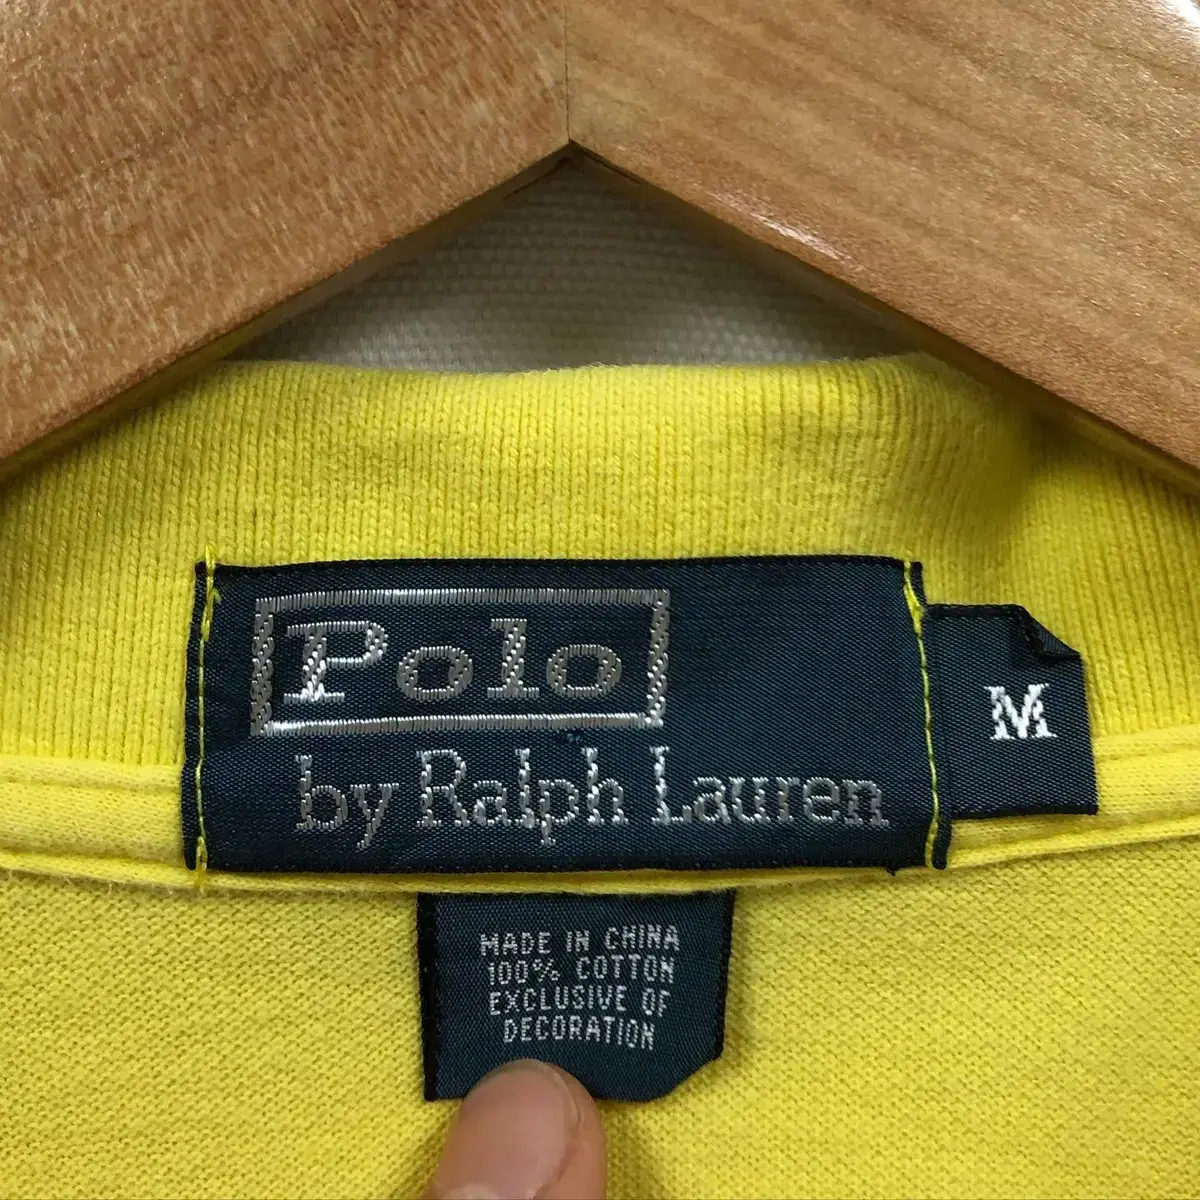 Polo
by Ralph Lauren
M
MADE IN CHINA
100% COTTON
EXCLUSIVE OF
DECORATION